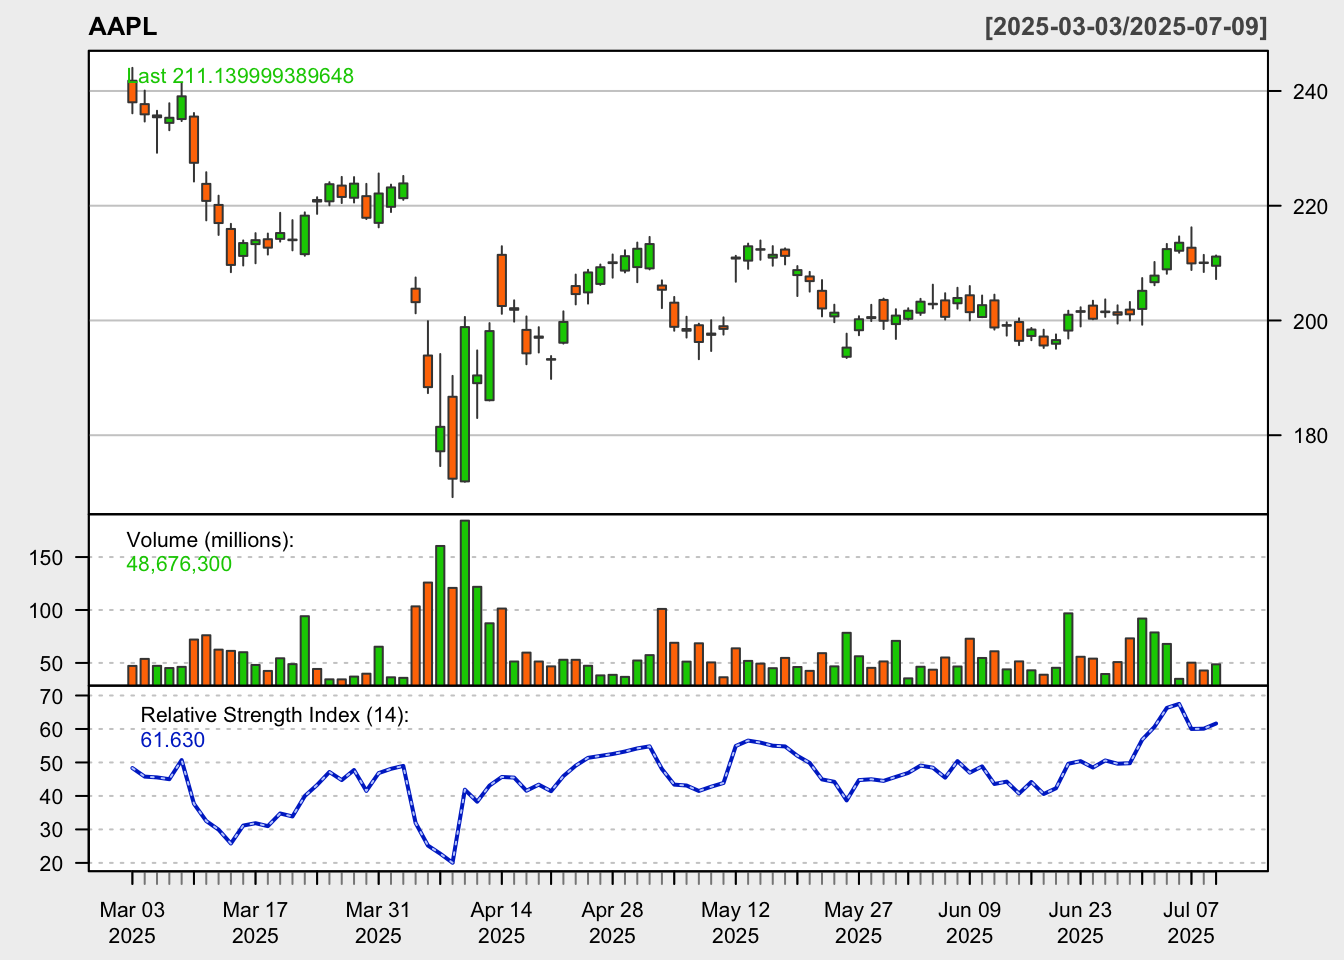 AAPL [2025-03-03/2025-07-09]
Last 211.139999389648
240
220
200
180
Volume (millions):
48,676,300
150
100
50
Relative Strength Index (14):
61.630
70
60
50
40
30
20
Mar 03 Mar 17 Mar 31 Apr 14 Apr 28 May 12 May 27 Jun 09 Jun 23 Jul 07
2025 2025 2025 2025 2025 2025 2025 2025 2025 2025